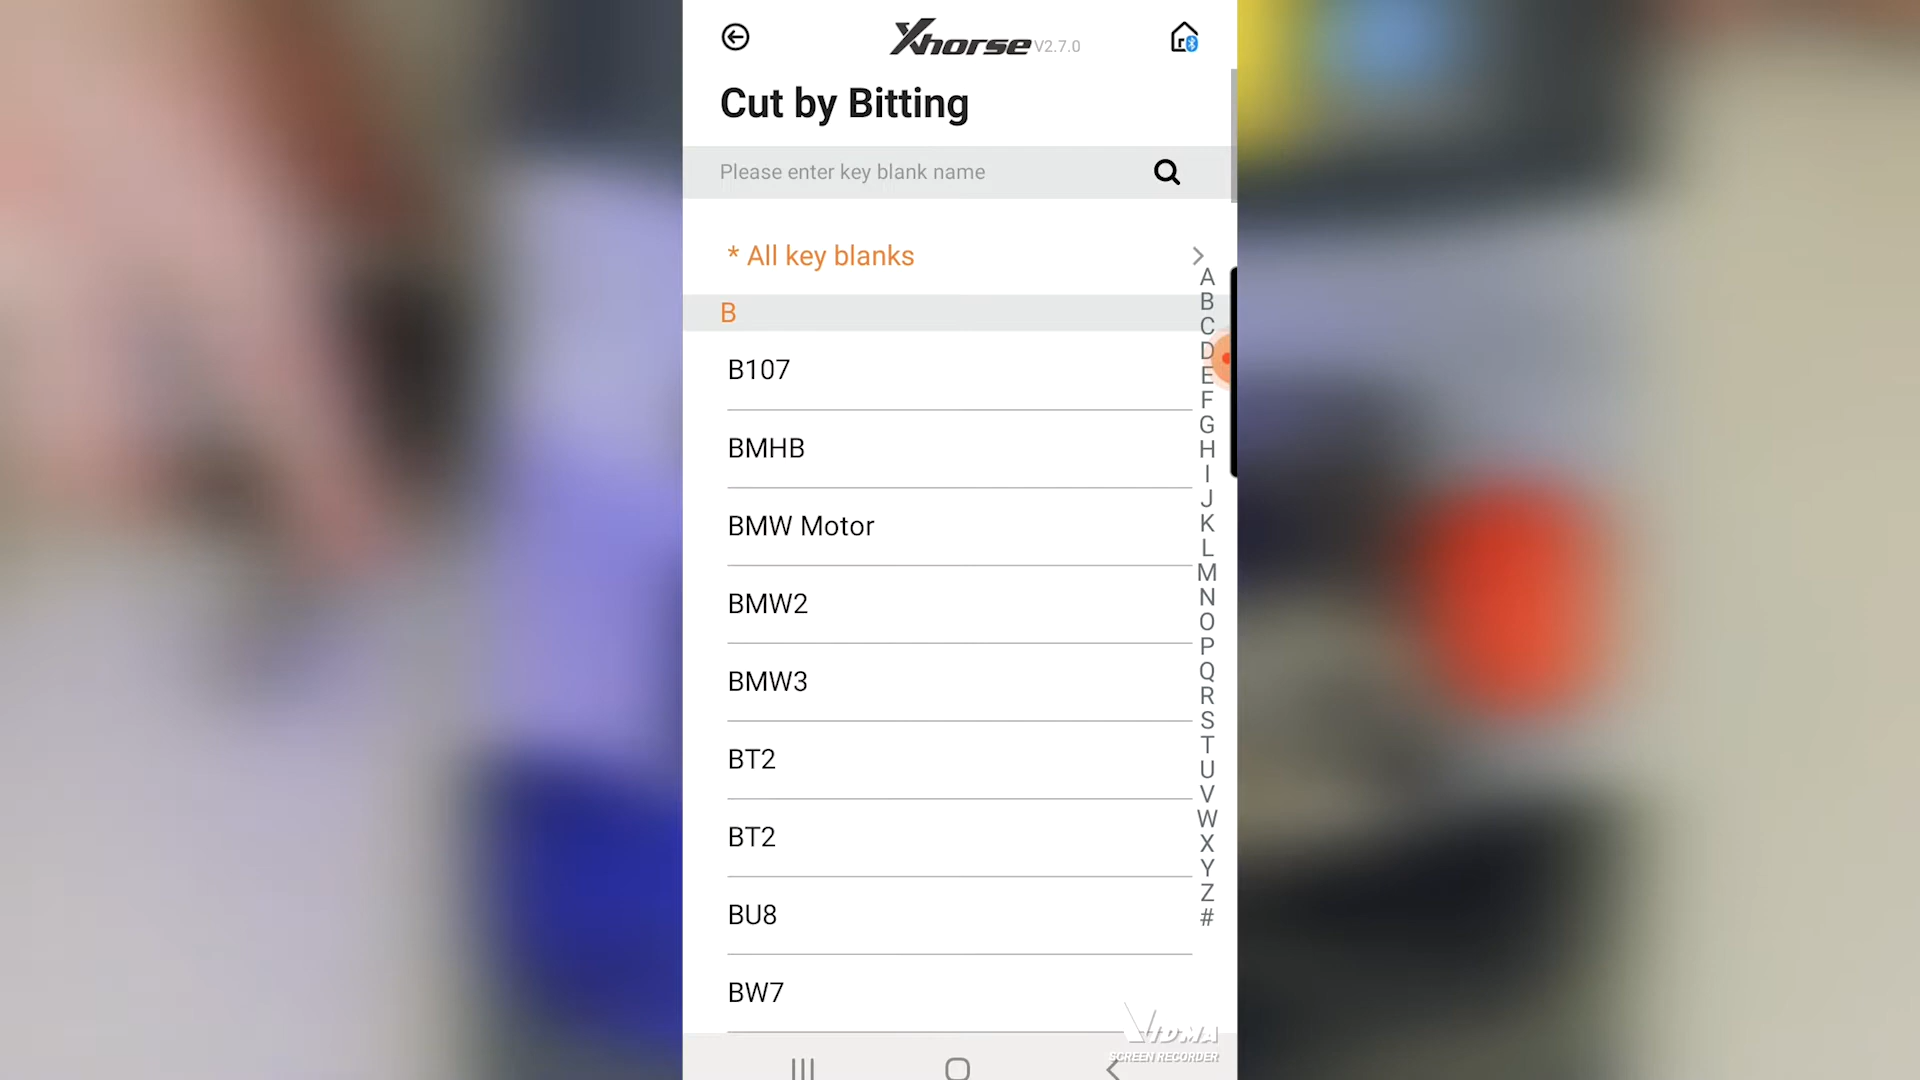 Xhorse V2.7.0
Cut by Bitting
Please enter key blank name
* All key blanks
B
B107
BMHB
BMW Motor
BMW2
BMW3
BT2
BT2
BU8
BW7
A
B
C
D
E
F
G
H
I
J
K
L
M
N
O
P
Q
R
S
T
U
V
W
X
Y
Z
#
VIDMA
SCREEN RECORDER